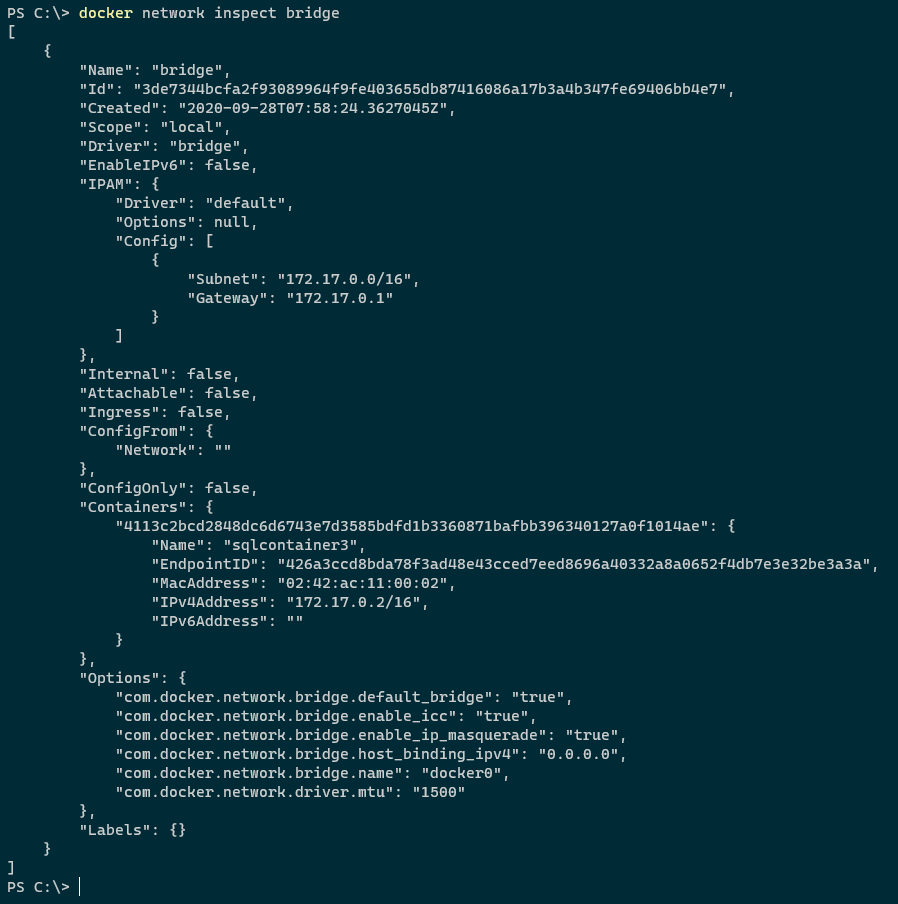 PS C:\> docker network inspect bridge
[
    {
        "Name": "bridge",
        "Id": "3de7344bcfa2f93089964f9fe403655db87416086a17b3a4b347fe69406bb4e7",
        "Created": "2020-09-28T07:58:24.3627045Z",
        "Scope": "local",
        "Driver": "bridge",
        "EnableIPv6": false,
        "IPAM": {
            "Driver": "default",
            "Options": null,
            "Config": [
                {
                    "Subnet": "172.17.0.0/16",
                    "Gateway": "172.17.0.1"
                }
            ]
        },
        "Internal": false,
        "Attachable": false,
        "Ingress": false,
        "ConfigFrom": {
            "Network": ""
        },
        "ConfigOnly": false,
        "Containers": {
            "4113c2bcd2848dc6d6743e7d3585bdfd1b3360871bafbb396340127a0f1014ae": {
                "Name": "sqlcontainer3",
                "EndpointID": "426a3ccd8bda78f3ad48e43cced7eed8696a40332a8a0652f4db7e3e32be3a3a",
                "MacAddress": "02:42:ac:11:00:02",
                "IPv4Address": "172.17.0.2/16",
                "IPv6Address": ""
            }
        },
        "Options": {
            "com.docker.network.bridge.default_bridge": "true",
            "com.docker.network.bridge.enable_icc": "true",
            "com.docker.network.bridge.enable_ip_masquerade": "true",
            "com.docker.network.bridge.host_binding_ipv4": "0.0.0.0",
            "com.docker.network.bridge.name": "docker0",
            "com.docker.network.driver.mtu": "1500"
        },
        "Labels": {}
    }
]
PS C:\>